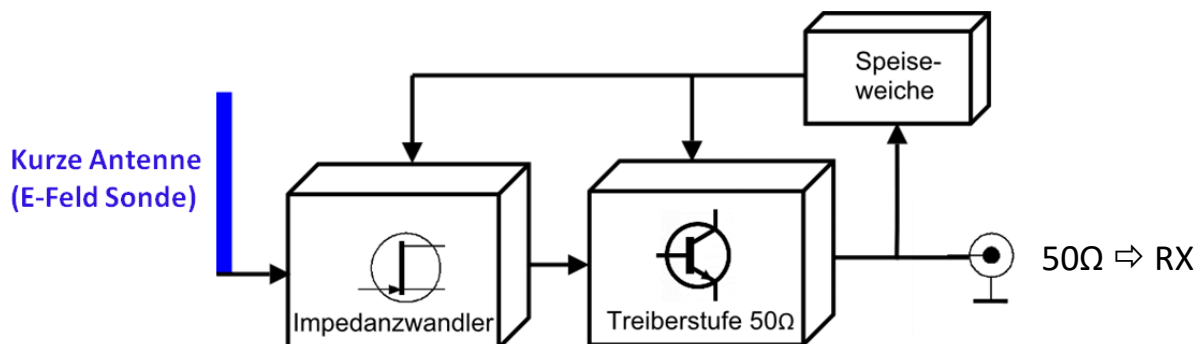 Speise-
weiche
Kurze Antenne
(E-Feld Sonde)
Impedanzwandler
Treiberstufe 50Ω
50Ω ⇨ RX